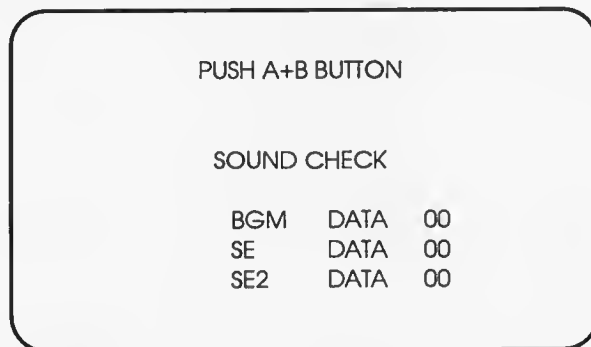 PUSH A+B BUTTON
SOUND CHECK
BGM DATA 00
SE DATA 00
SE2 DATA 00